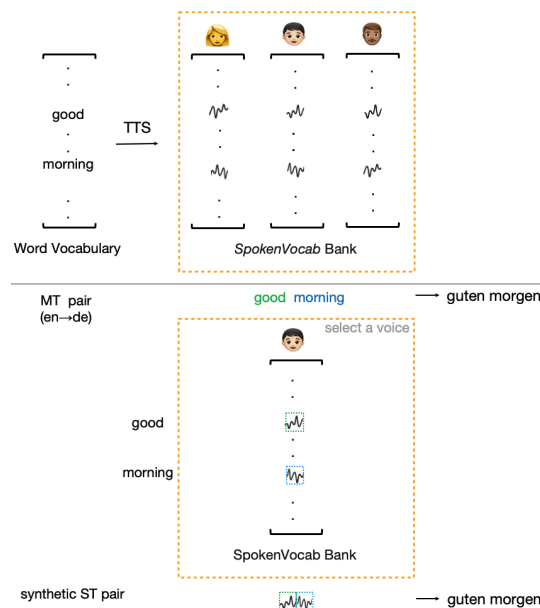 good
TTS
morning
Word Vocabulary
SpokenVocab Bank
MT pair
(en→de)
good morning → guten morgen
select a voice
good
morning
SpokenVocab Bank
synthetic ST pair → guten morgen